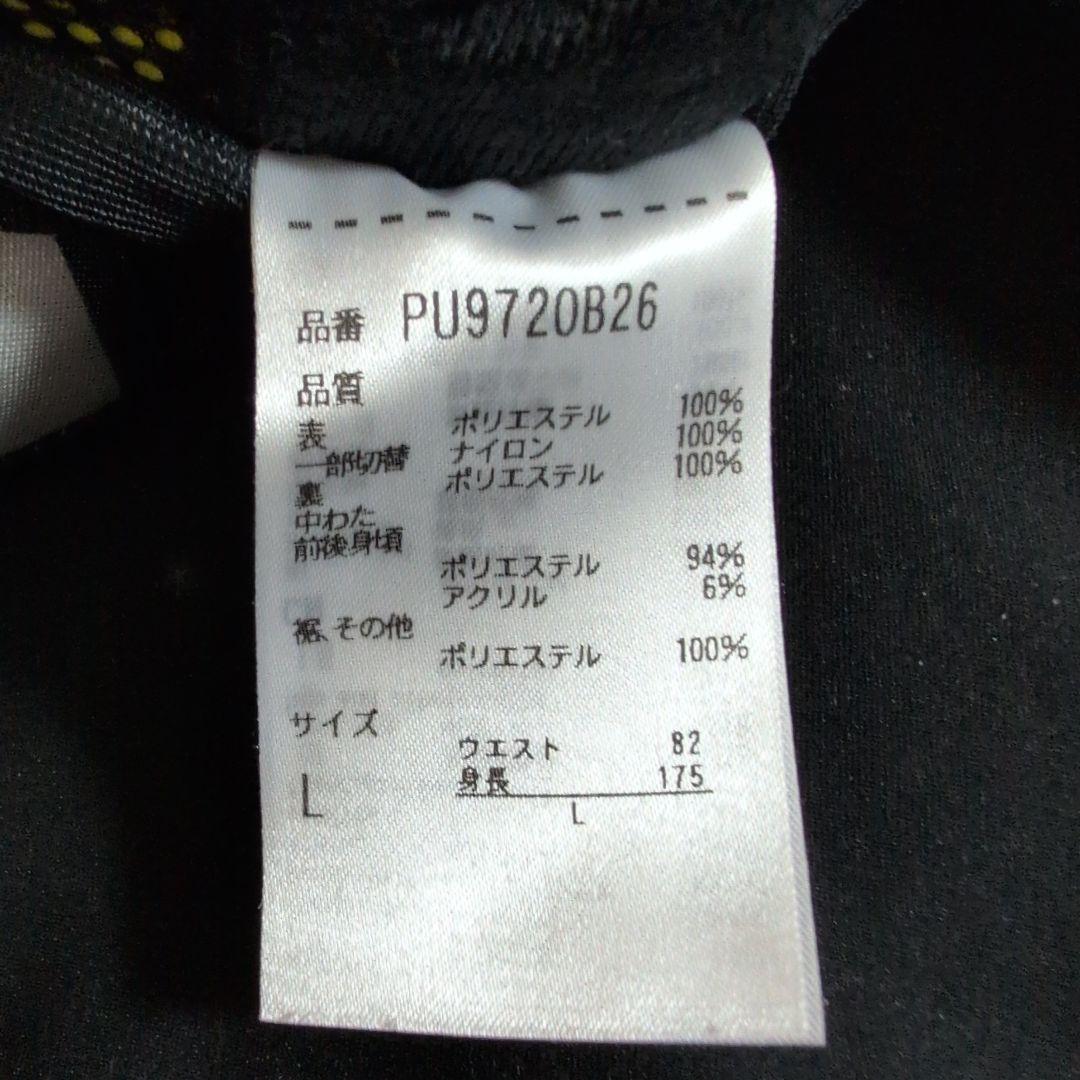 品番 PU9720B26
品質
表 ポリエステル 100%
一部切替 ナイロン 100%
裏 ポリエステル 100%
中わた
前後身頃
ポリエステル 94%
アクリル 6%
裾、その他
ポリエステル 100%
サイズ
ウエスト 82
L 身長 175
L